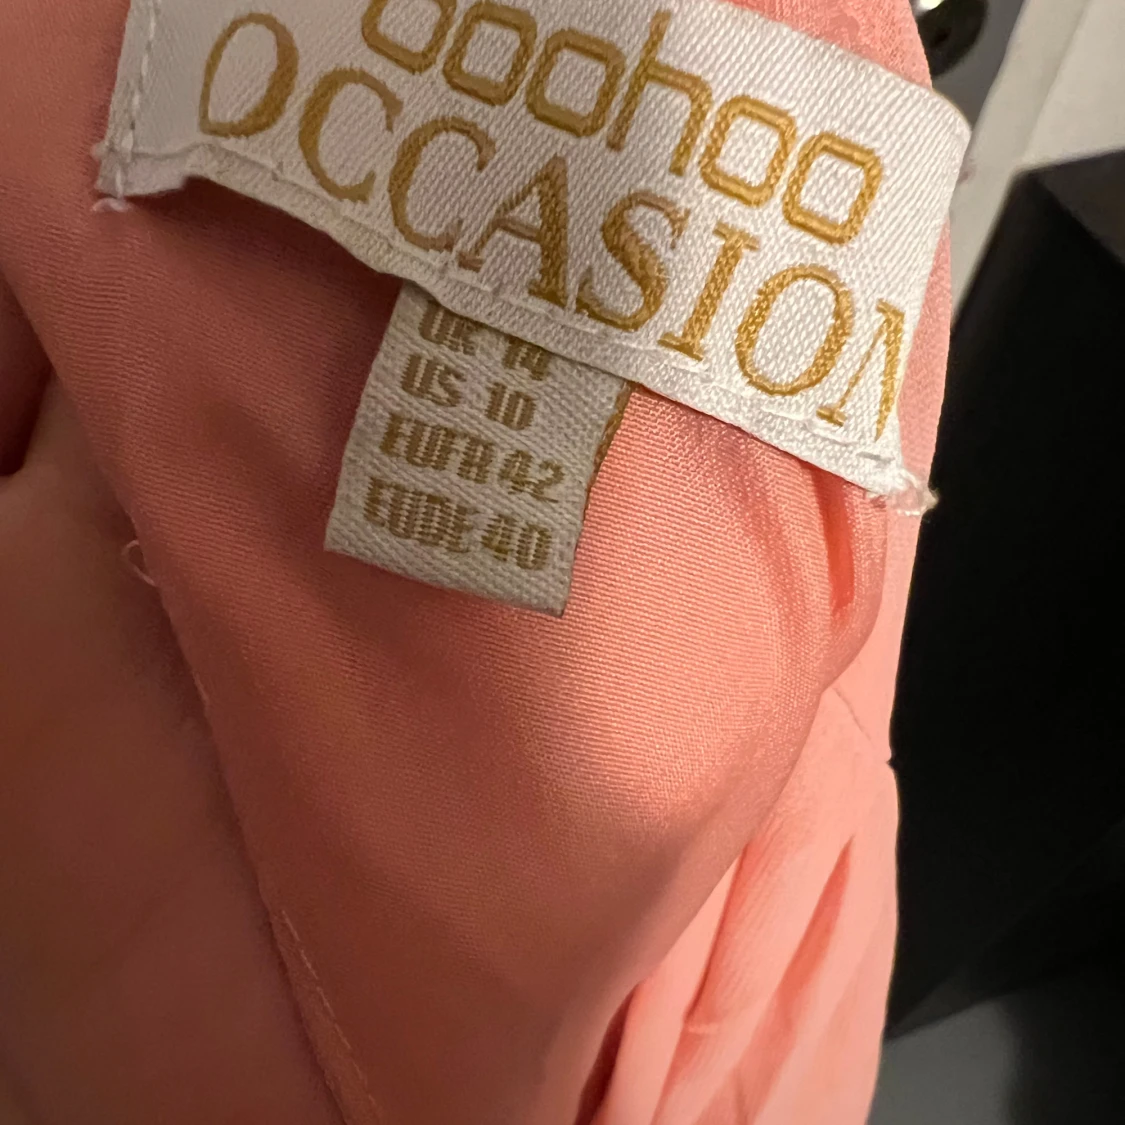 boohoo
OCCASION
UK 14
US 10
EUFR 42
EUDE 40